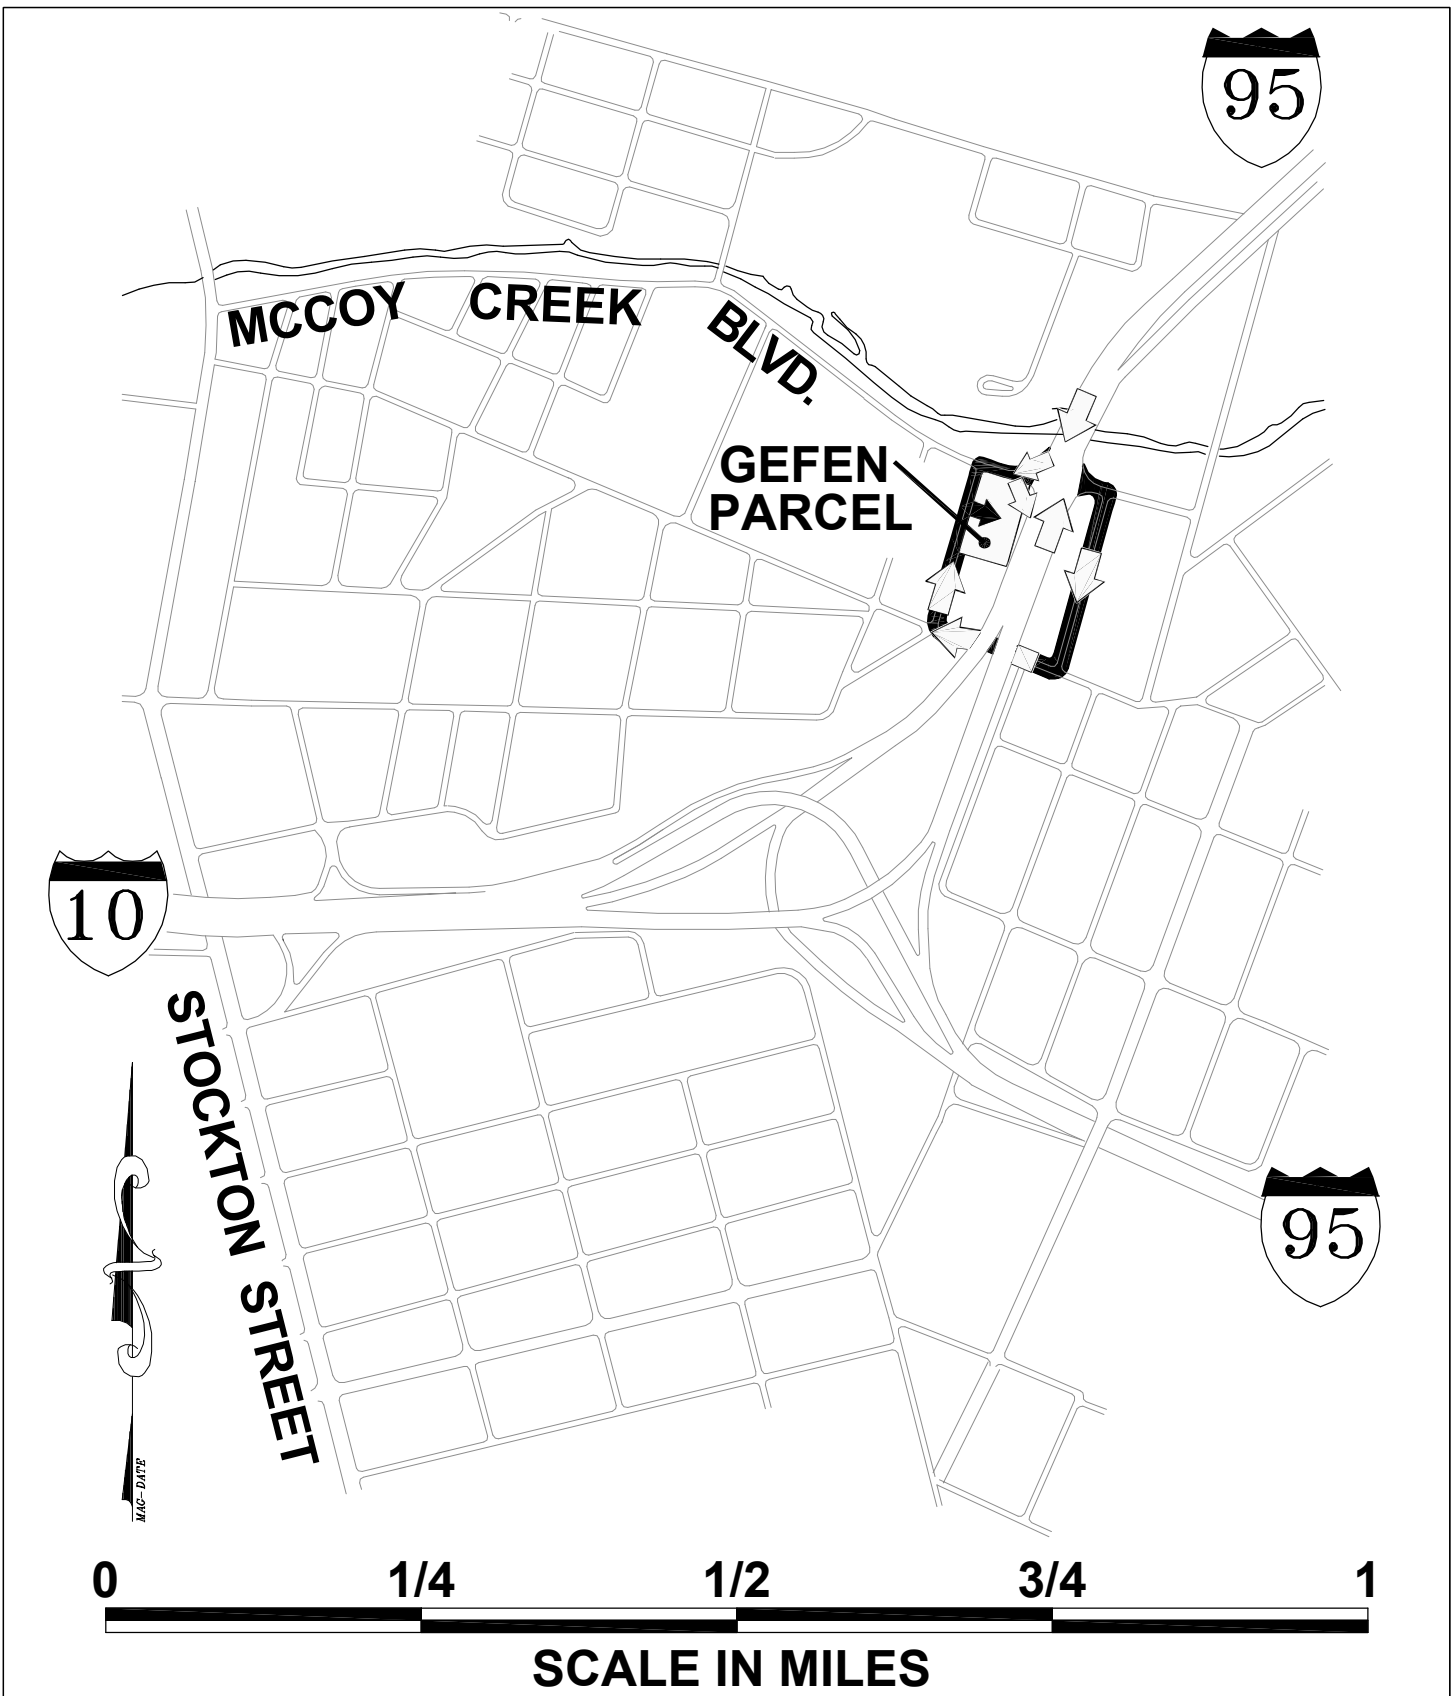 95
MCCOY CREEK BLVD.
GEFEN
PARCEL
10
STOCKTON STREET
95
MAG-DATE
0 1/4 1/2 3/4 1
SCALE IN MILES